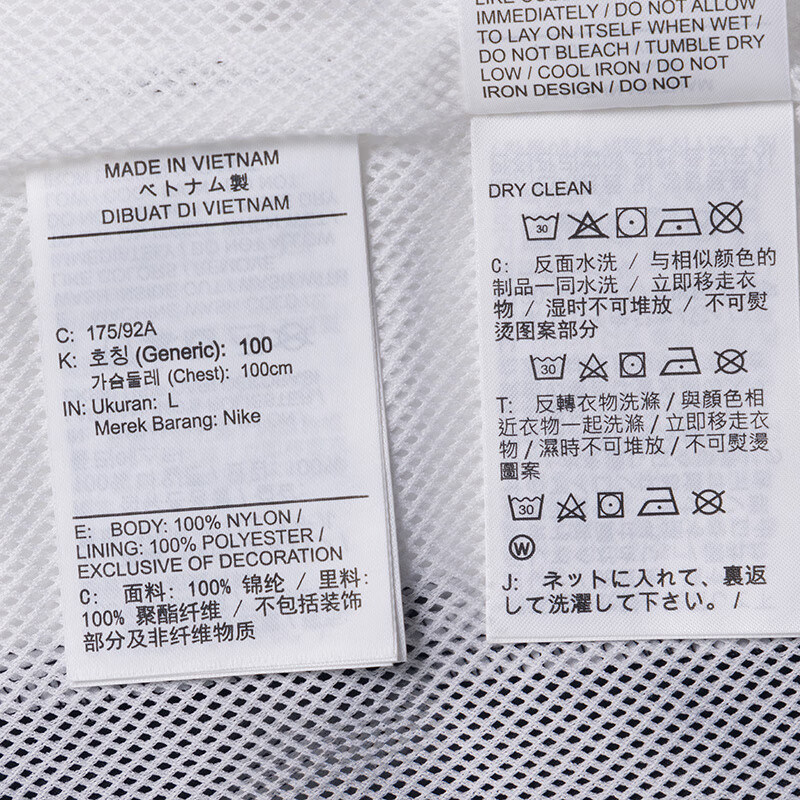 MADE IN VIETNAM
ベトナム製
DIBUAT DI VIETNAM
C: 175/92A
K: 호칭 (Generic): 100
가슴둘레 (Chest): 100cm
IN: Ukuran: L
Merek Barang: Nike
E: BODY: 100% NYLON /
LINING: 100% POLYESTER /
EXCLUSIVE OF DECORATION
C: 面料: 100% 锦纶 / 里料:
100% 聚酯纤维 / 不包括装饰
部分及非纤维物质
IMMEDIATELY / DO NOT ALLOW
TO LAY ON ITSELF WHEN WET /
DO NOT BLEACH / TUMBLE DRY
LOW / COOL IRON / DO NOT
IRON DESIGN / DO NOT
DRY CLEAN
30
C: 反面水洗 / 与相似颜色的
制品一同水洗 / 立即移走衣
物 / 湿时不可堆放 / 不可熨
烫图案部分
30
T: 反轉衣物洗滌 / 與顏色相
近衣物一起洗滌 / 立即移走衣
物 / 濕時不可堆放 / 不可熨燙
圖案
30
W
J: ネットに入れて、裏返
して洗濯して下さい。 /